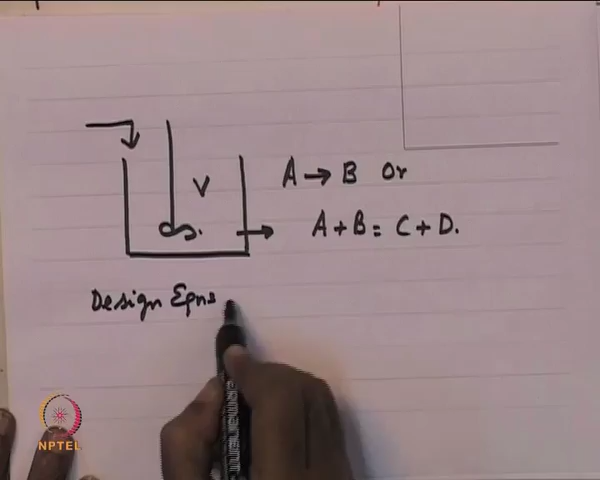 V
A → B Or
A + B = C + D.
Design Eqns
NPTEL